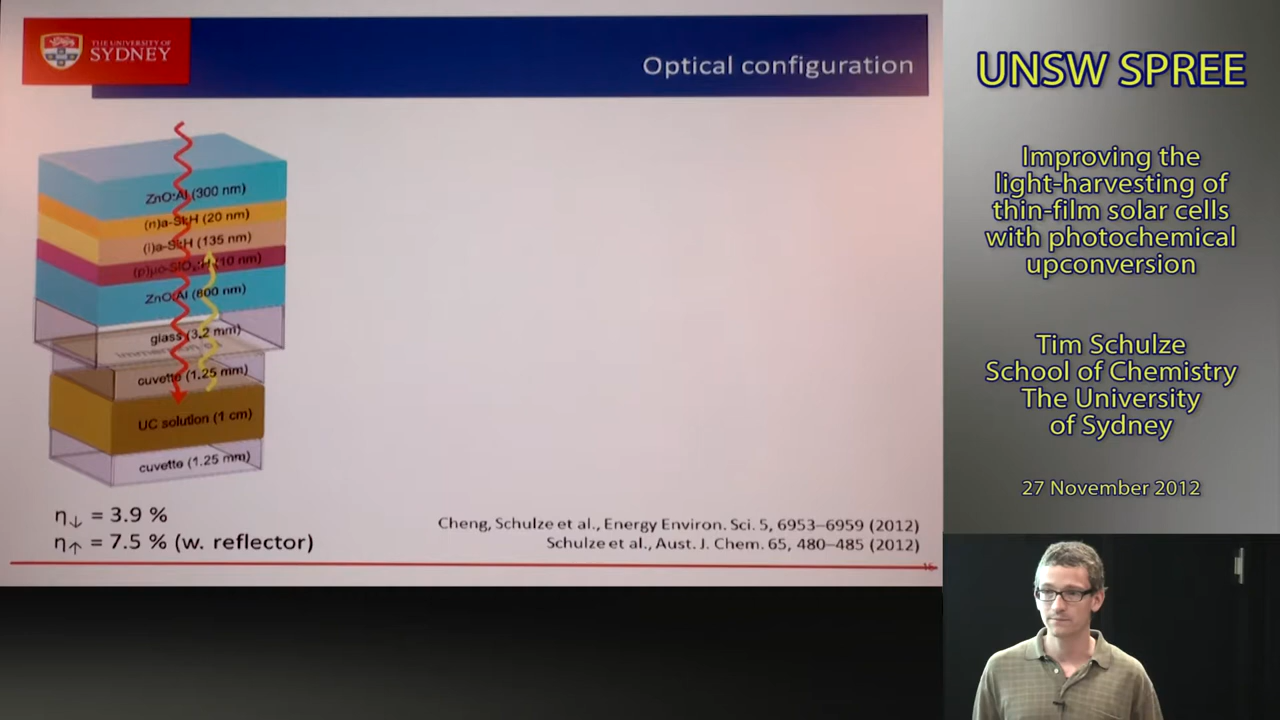 THE UNIVERSITY OF
SYDNEY
Optical configuration
ZnO:Al (300 nm)
(n)a-Si:H (20 nm)
(i)a-Si:H (135 nm)
(p)µc-SiOx:H (10 nm)
ZnO:Al (800 nm)
glass (3.2 mm)
cuvette (1.25 mm)
UC solution (1 cm)
cuvette (1.25 mm)
η↓ = 3.9 %
η↑ = 7.5 % (w. reflector)
Cheng, Schulze et al., Energy Environ. Sci. 5, 6953–6959 (2012)
Schulze et al., Aust. J. Chem. 65, 480–485 (2012)
UNSW SPREE
Improving the
light-harvesting of
thin-film solar cells
with photochemical
upconversion
Tim Schulze
School of Chemistry
The University
of Sydney
27 November 2012